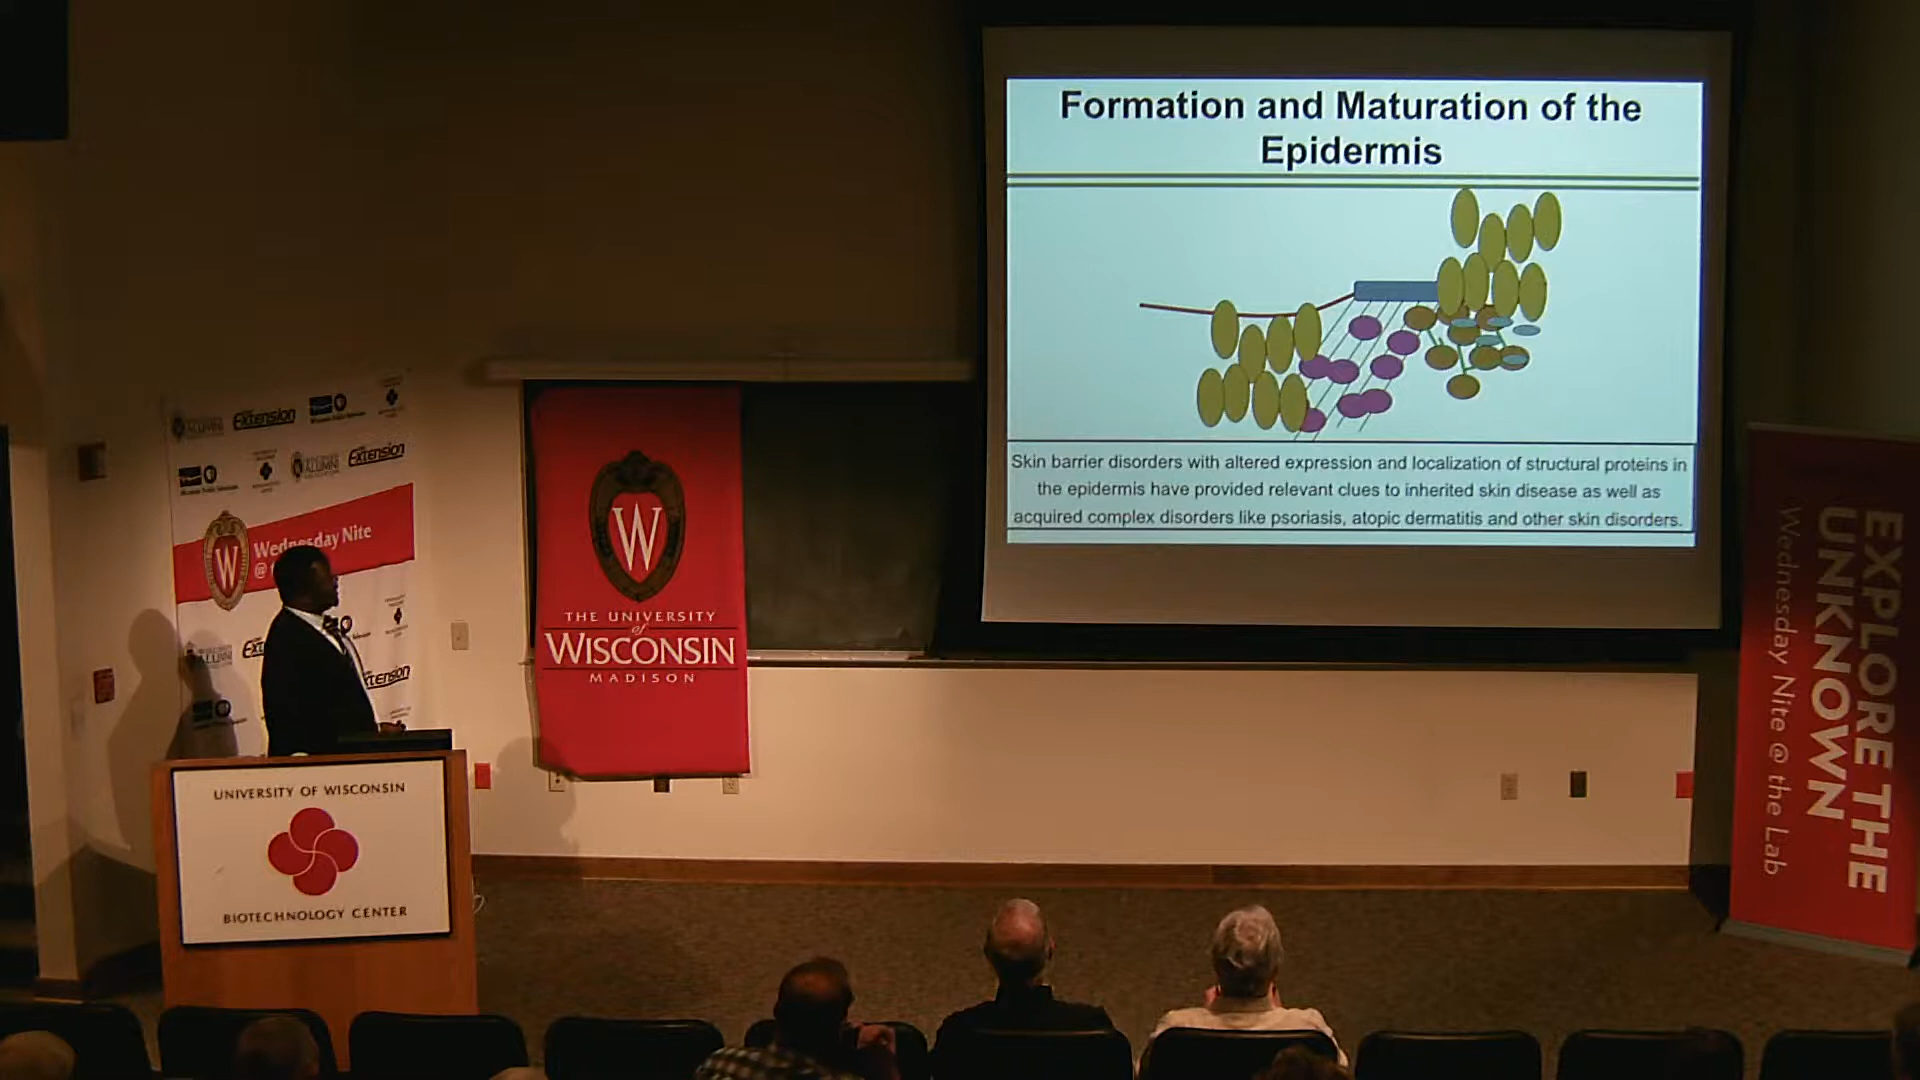 Formation and Maturation of the
Epidermis
Skin barrier disorders with altered expression and localization of structural proteins in
the epidermis have provided relevant clues to inherited skin disease as well as
acquired complex disorders like psoriasis, atopic dermatitis and other skin disorders.
Extension
ALUMNI
ALUMNI
Extension
W
Wednesday Nite
@
ALUMNI
Extension
W
THE UNIVERSITY
of
WISCONSIN
MADISON
UNIVERSITY OF WISCONSIN
BIOTECHNOLOGY CENTER
EXPLORE THE
UNKNOWN
Wednesday Nite @ the Lab